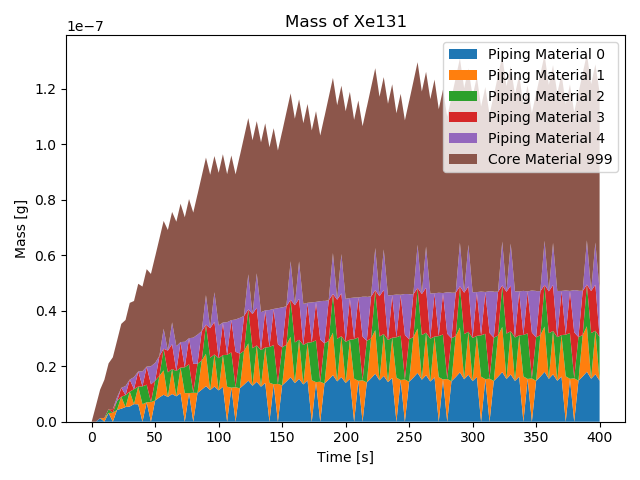 Mass of Xe131
1e−7
Piping Material 0
Piping Material 1
Piping Material 2
Piping Material 3
Piping Material 4
Core Material 999
1.2
1.0
0.8
0.6
0.4
0.2
0.0
Mass [g]
0 50 100 150 200 250 300 350 400
Time [s]